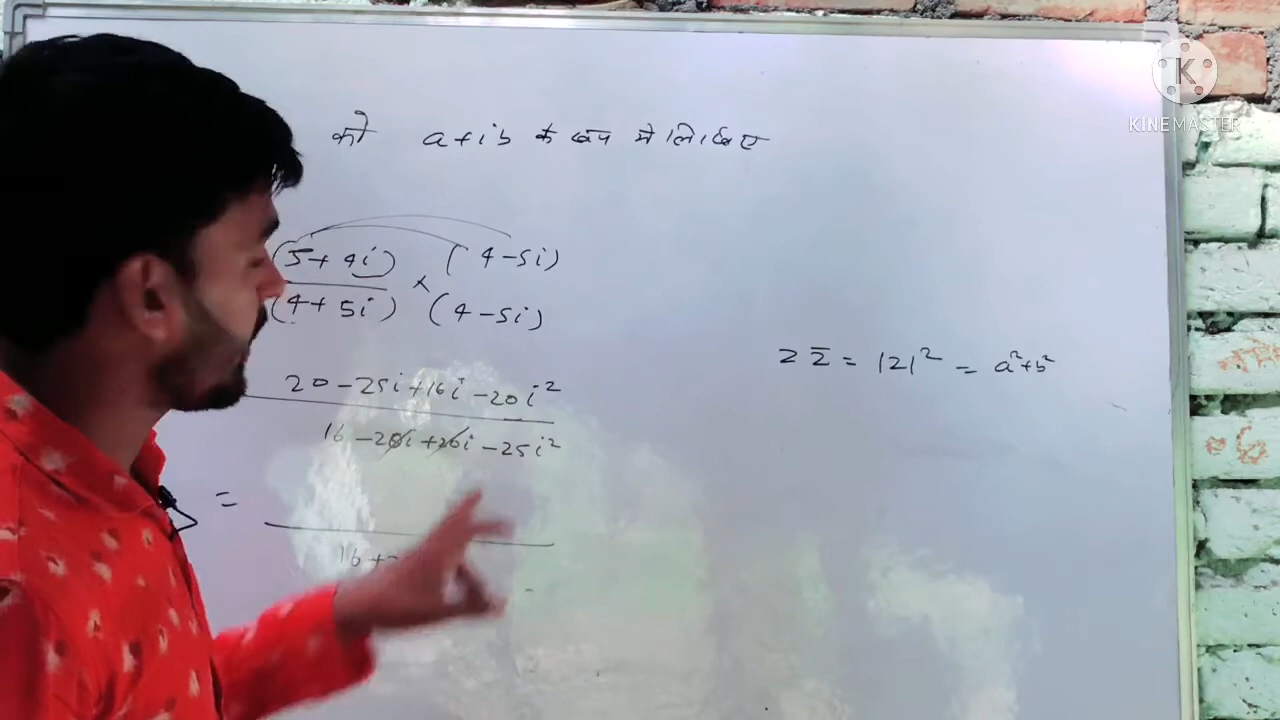 को a+ib के रूप में लिखिए
(5+4i) × (4-5i)
(4+5i) (4-5i)
20-25i+16i-20i²
16-20i+20i-25i²
=
16+
z z̄ = |z|² = a²+b²
K
KINEMASTER